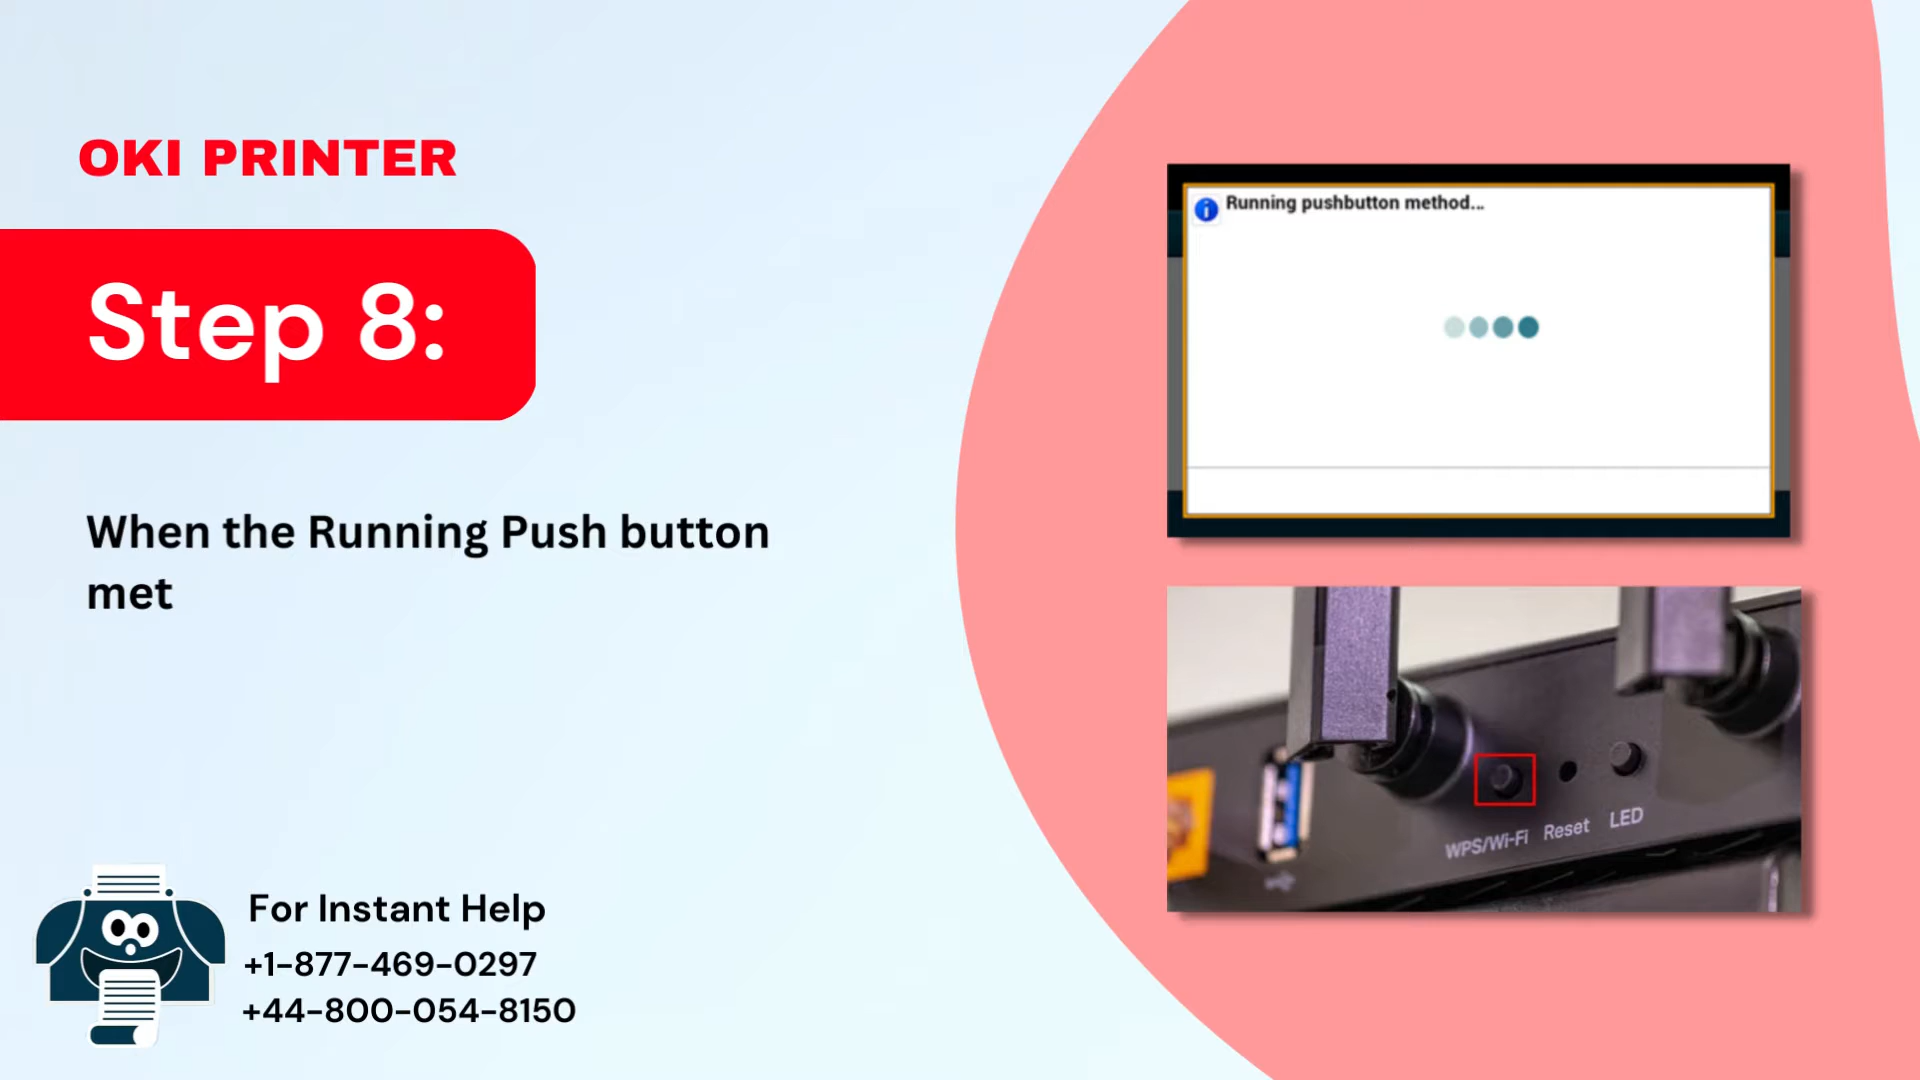 OKI PRINTER
Step 8:
When the Running Push button
met
For Instant Help
+1-877-469-0297
+44-800-054-8150
Running pushbutton method...
WPS/Wi-Fi Reset LED